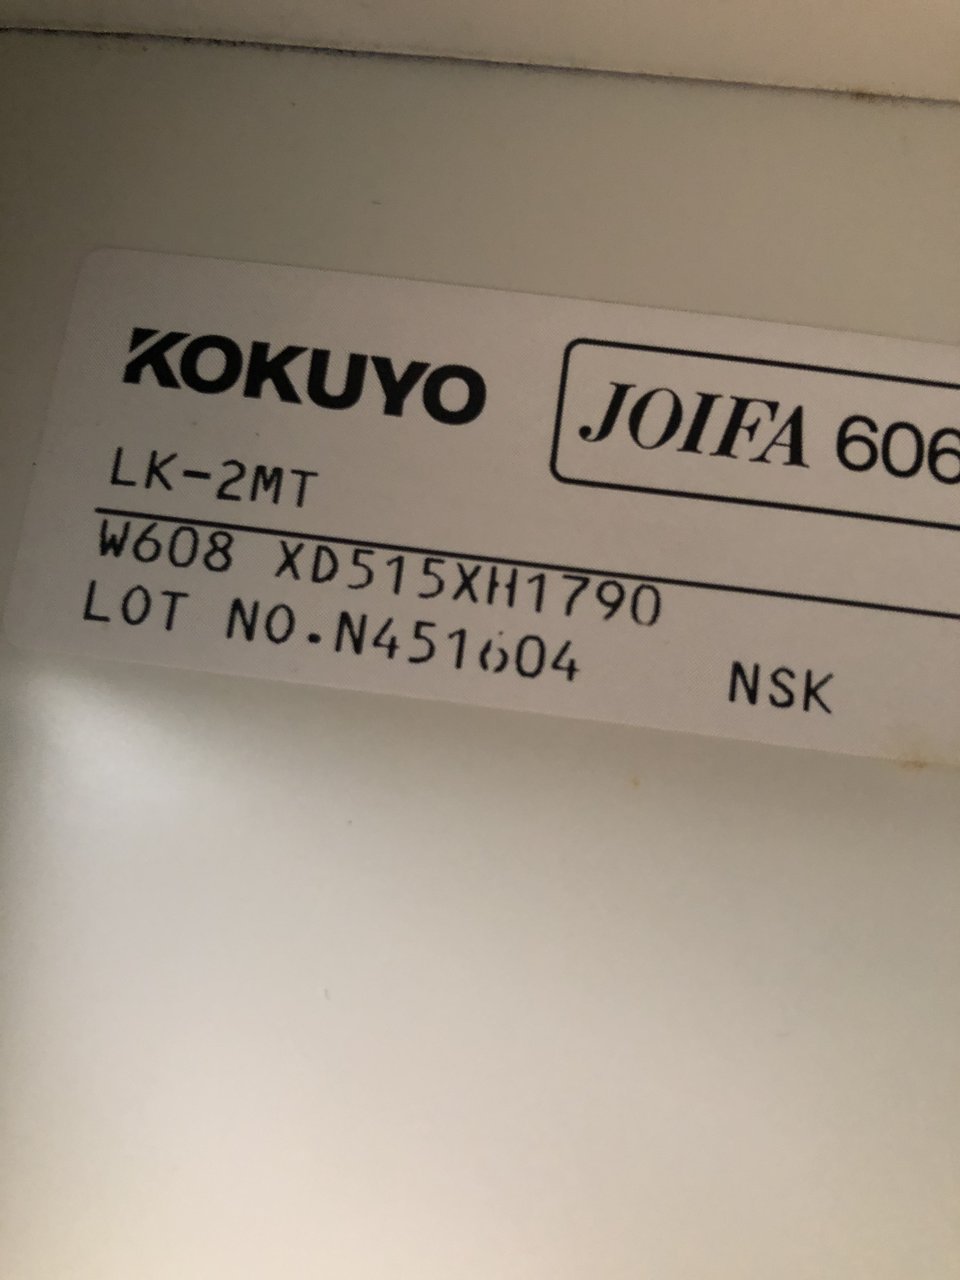 KOKUYO JOIFA 606
LK-2MT
W608 XD515XH1790
LOT NO.N451604 NSK